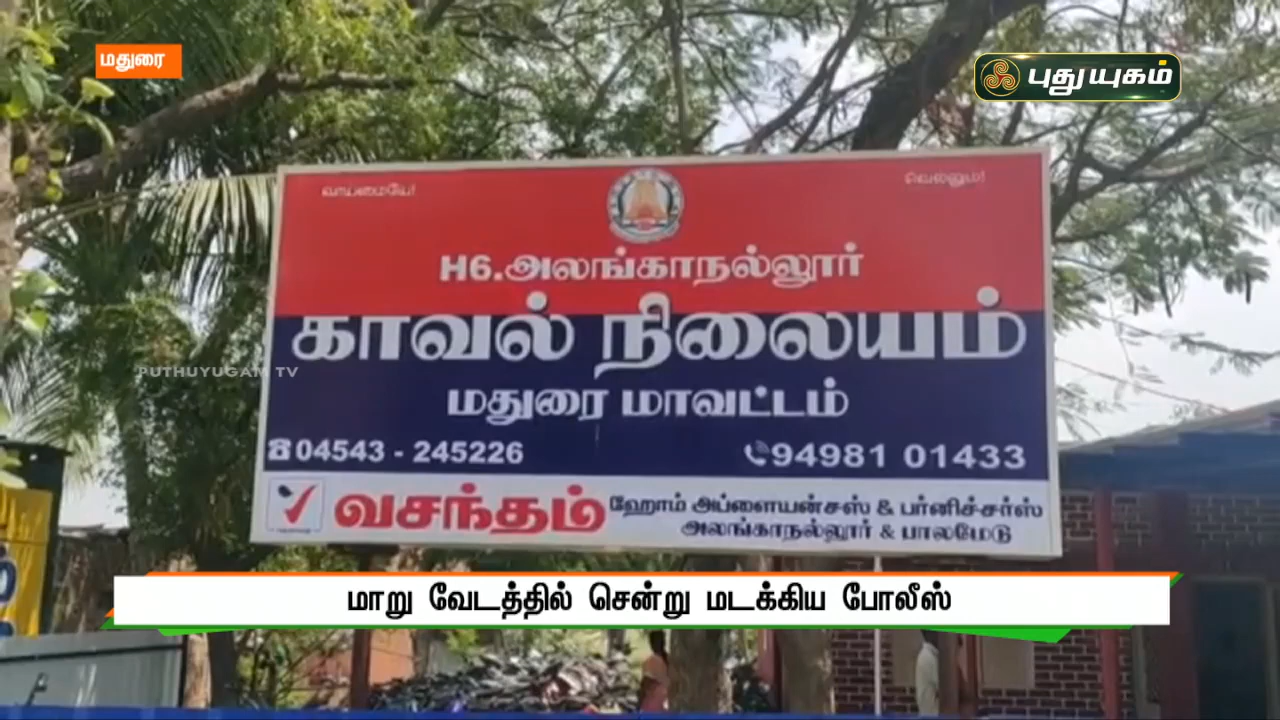 மதுரை
புதுயுகம்
வாய்மையே! வெல்லும்!
H6.அலங்காநல்லூர்
காவல் நிலையம்
PUTHUYUGAM TV
மதுரை மாவட்டம்
04543 - 245226 94981 01433
வசந்தம் ஹோம் அப்ளையன்சஸ் & பர்னிச்சர்ஸ்
அலங்காநல்லூர் & பாலமேடு
மாறு வேடத்தில் சென்று மடக்கிய போலீஸ்